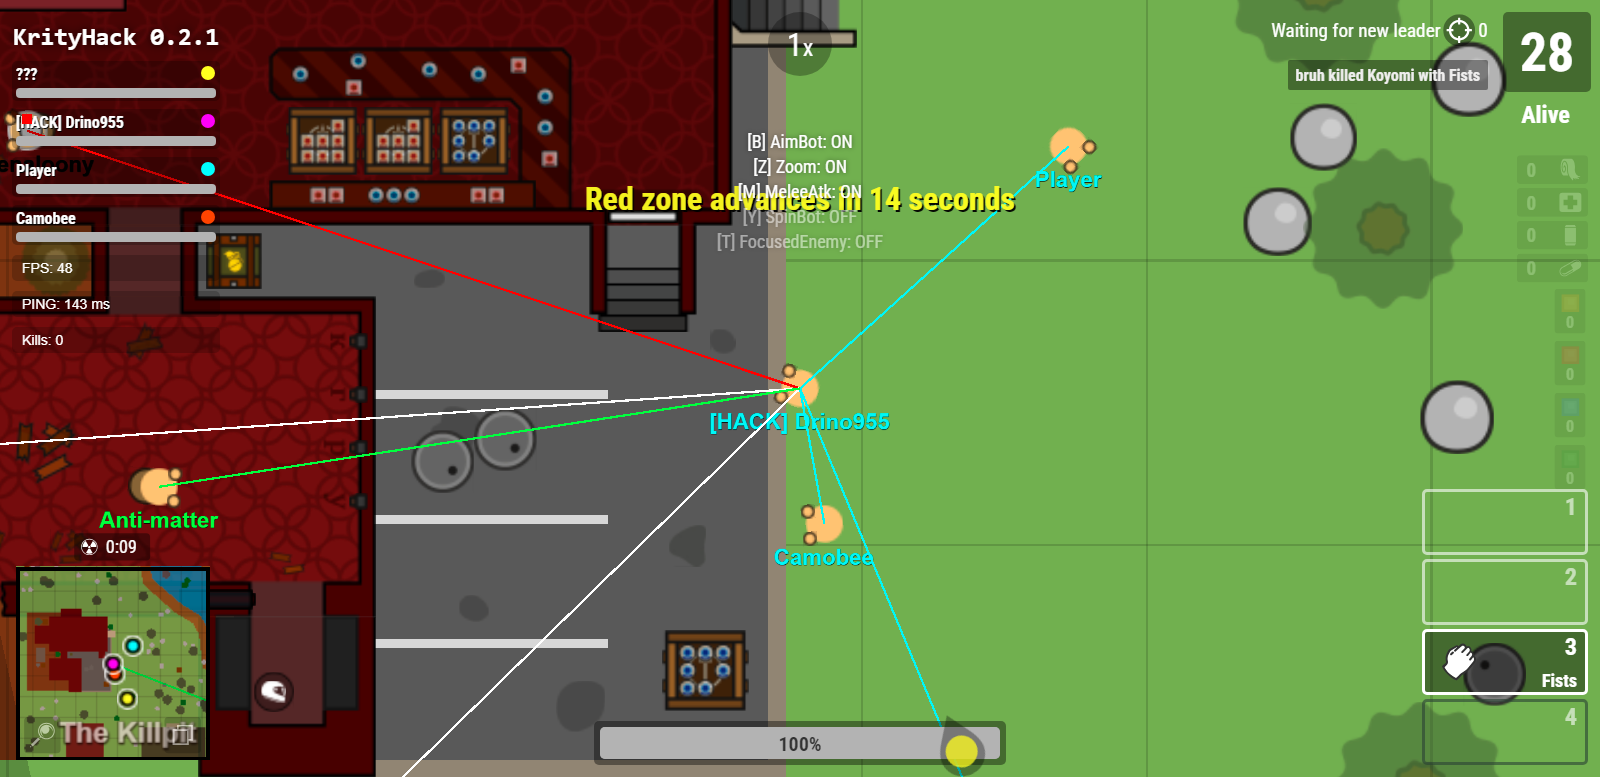 KrityHack 0.2.1
???
[HACK] Drino955
Player
Camobee
FPS: 48
PING: 143 ms
Kills: 0
1x
Waiting for new leader 0
bruh killed Koyomi with Fists
28
Alive
[B] AimBot: ON
[Z] Zoom: ON
[M] MeleeAtk: ON
Red zone advances in 14 seconds
[Y] SpinBot: OFF
[T] FocusedEnemy: OFF
Player
[HACK] Drino955
Camobee
Anti-matter
0:09
The Killpit
100%
0
0
0
0
0
0
0
0
1
2
3
Fists
4